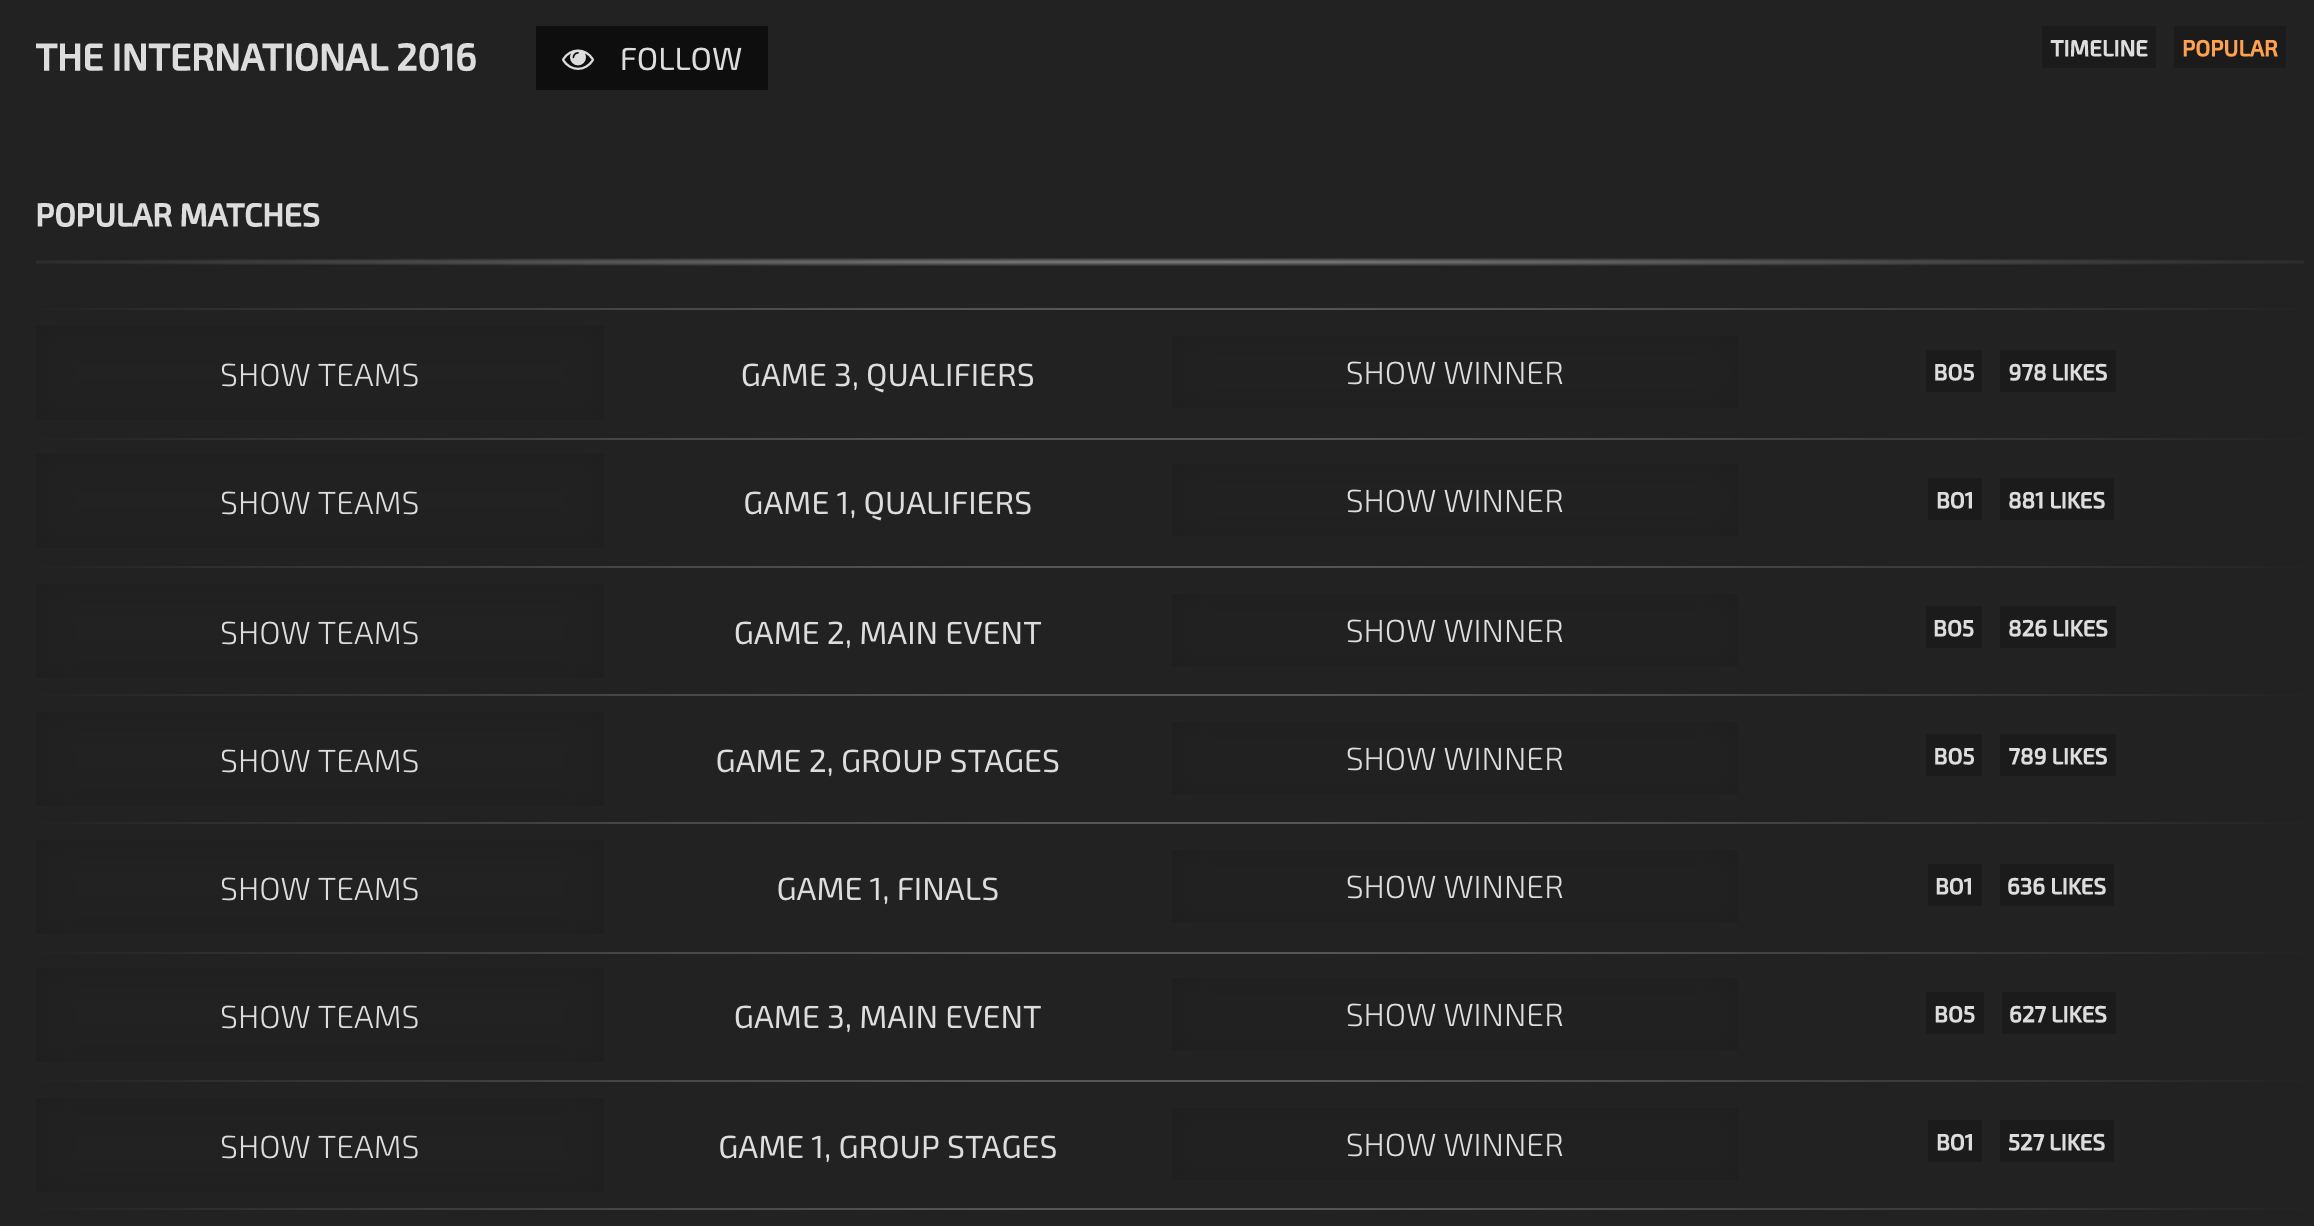 THE INTERNATIONAL 2016 FOLLOW TIMELINE POPULAR
POPULAR MATCHES
SHOW TEAMS GAME 3, QUALIFIERS SHOW WINNER BO5 978 LIKES
SHOW TEAMS GAME 1, QUALIFIERS SHOW WINNER BO1 881 LIKES
SHOW TEAMS GAME 2, MAIN EVENT SHOW WINNER BO5 826 LIKES
SHOW TEAMS GAME 2, GROUP STAGES SHOW WINNER BO5 789 LIKES
SHOW TEAMS GAME 1, FINALS SHOW WINNER BO1 636 LIKES
SHOW TEAMS GAME 3, MAIN EVENT SHOW WINNER BO5 627 LIKES
SHOW TEAMS GAME 1, GROUP STAGES SHOW WINNER BO1 527 LIKES